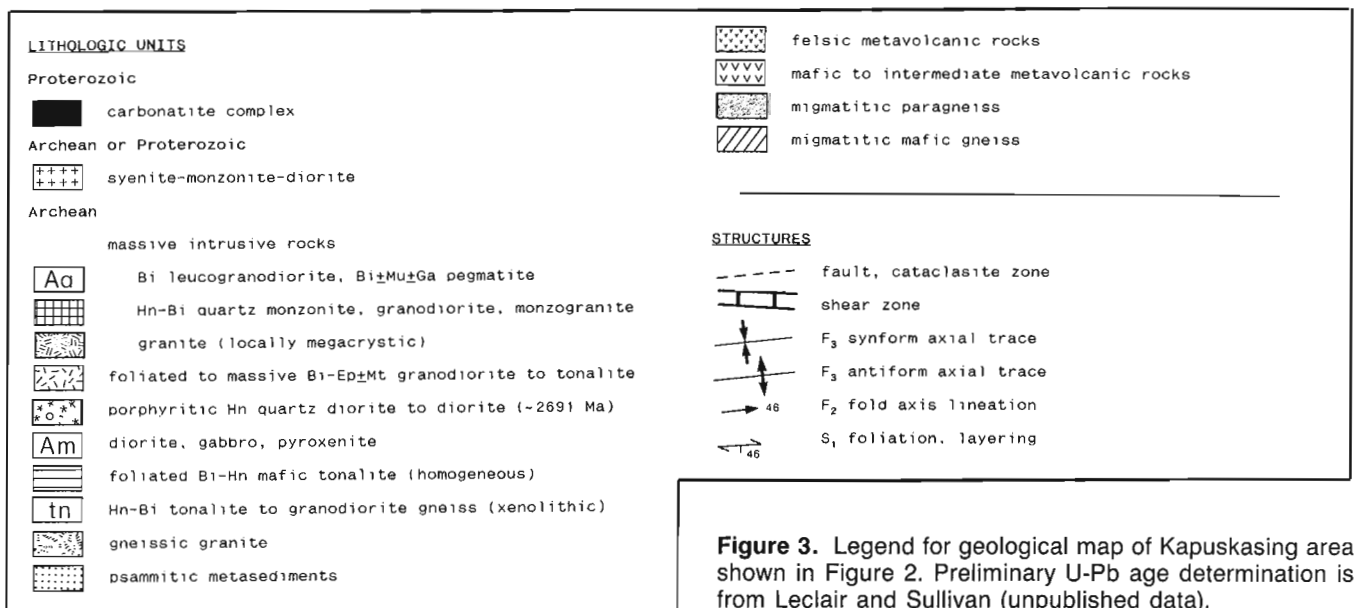 LITHOLOGIC UNITS
Proterozoic
carbonatite complex
Archean or Proterozoic
syenite-monzonite-diorite
Archean
massive intrusive rocks
Aa Bi leucogranodiorite, Bi±Mu±Ga pegmatite
Hn-Bi quartz monzonite, granodiorite, monzogranite
granite (locally megacrystic)
foliated to massive Bi-Ep±Mt granodiorite to tonalite
porphyritic Hn quartz diorite to diorite (~2691 Ma)
Am diorite, gabbro, pyroxenite
foliated Bi-Hn mafic tonalite (homogeneous)
tn Hn-Bi tonalite to granodiorite gneiss (xenolithic)
gneissic granite
psammitic metasediments
felsic metavolcanic rocks
mafic to intermediate metavolcanic rocks
migmatitic paragneiss
migmatitic mafic gneiss
STRUCTURES
fault, cataclasite zone
shear zone
F₃ synform axial trace
F₃ antiform axial trace
46 F₂ fold axis lineation
46 S₁ foliation, layering
Figure 3. Legend for geological map of Kapuskasing area
shown in Figure 2. Preliminary U-Pb age determination is
from Leclair and Sullivan (unpublished data).